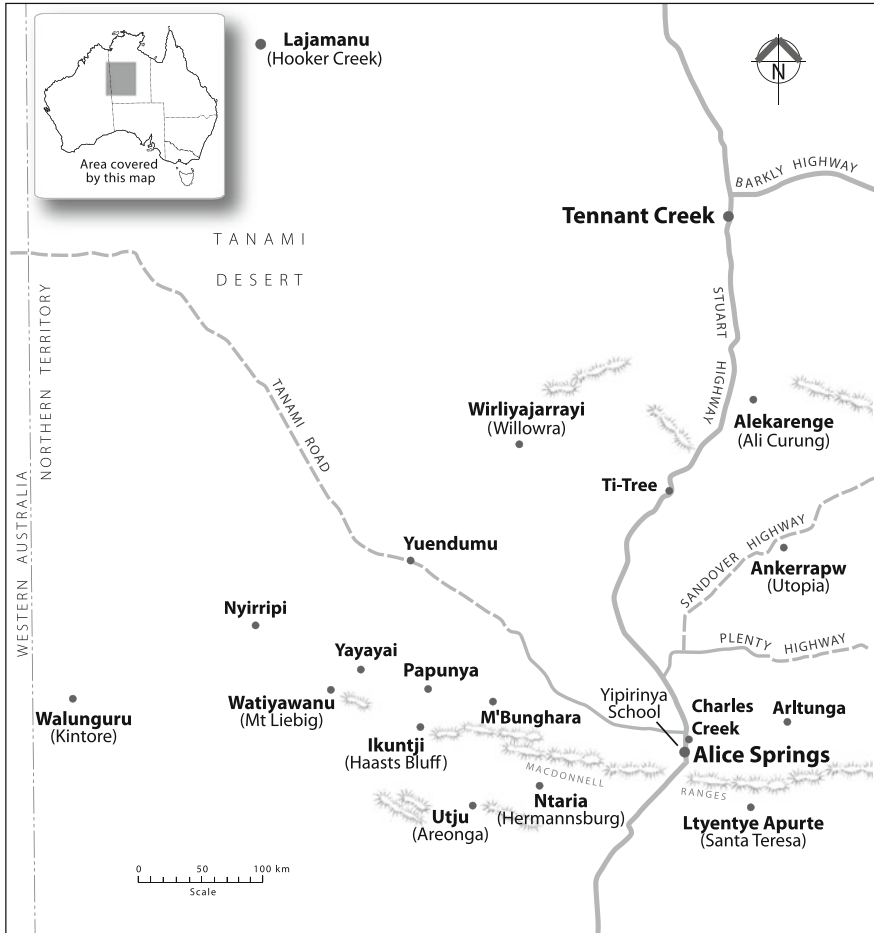 Lajamanu
(Hooker Creek)
N
Area covered
by this map
BARKLY HIGHWAY
Tennant Creek
TANAMI
DESERT
STUART HIGHWAY
NORTHERN TERRITORY
WESTERN AUSTRALIA
TANAMI ROAD
Wirliyajarrayi
(Willowra)
Alekarenge
(Ali Curung)
Ti-Tree
SANDOVER HIGHWAY
Yuendumu
Ankerrapw
(Utopia)
Nyirripi
PLENTY HIGHWAY
Yayayai
Papunya
Watiyawanu
(Mt Liebig)
Walunguru
(Kintore)
M'Bunghara
Yipirinya
School
Charles
Creek
Arltunga
Ikuntji
(Haasts Bluff)
Alice Springs
MACDONNELL
RANGES
Utju
(Areonga)
Ntaria
(Hermannsburg)
Ltyentye Apurte
(Santa Teresa)
0 50 100 km
Scale